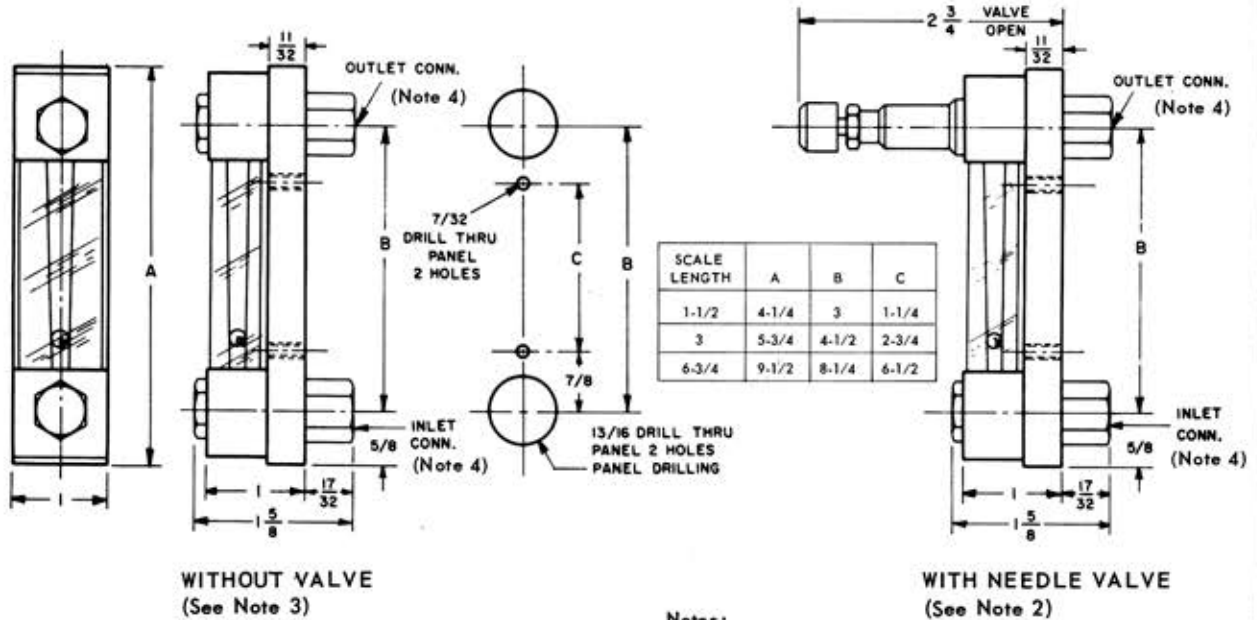 11/32
OUTLET CONN.
(Note 4)
A
B
7/32
DRILL THRU
PANEL
2 HOLES
C
B
7/8
13/16 DRILL THRU
PANEL 2 HOLES
PANEL DRILLING
INLET
CONN.
(Note 4)
5/8
1
1
17/32
1 5/8
WITHOUT VALVE
(See Note 3)
SCALE LENGTH A B C
1-1/2 4-1/4 3 1-1/4
3 5-3/4 4-1/2 2-3/4
6-3/4 9-1/2 8-1/4 6-1/2
2 3/4 VALVE
OPEN
11/32
OUTLET CONN.
(Note 4)
B
INLET
CONN.
(Note 4)
5/8
1
17/32
1 5/8
WITH NEEDLE VALVE
(See Note 2)
Notes: